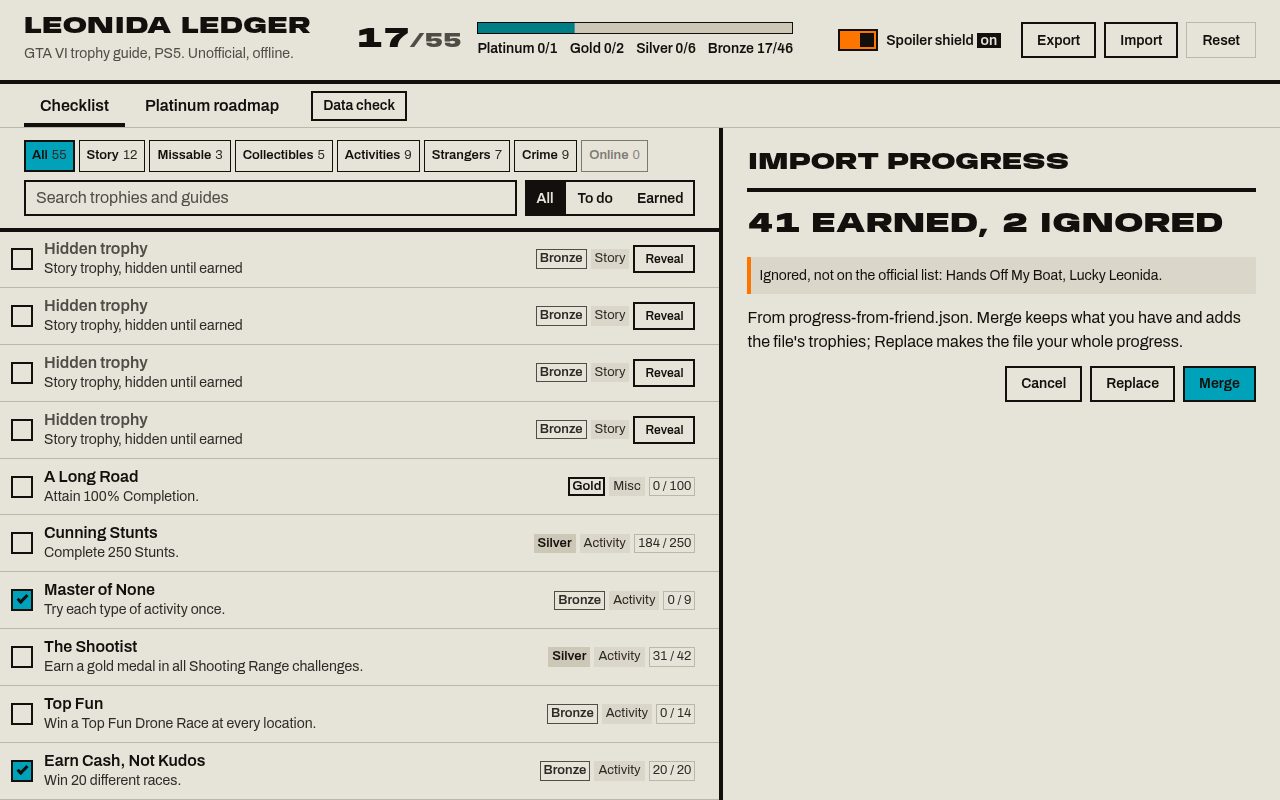 LEONIDA LEDGER
GTA VI trophy guide, PS5. Unofficial, offline.
17/55
Platinum 0/1 Gold 0/2 Silver 0/6 Bronze 17/46
Spoiler shield on
Export
Import
Reset
Checklist
Platinum roadmap
Data check
All 55
Story 12
Missable 3
Collectibles 5
Activities 9
Strangers 7
Crime 9
Online 0
Search trophies and guides
All
To do
Earned
Hidden trophy
Story trophy, hidden until earned
Bronze Story Reveal
Hidden trophy
Story trophy, hidden until earned
Bronze Story Reveal
Hidden trophy
Story trophy, hidden until earned
Bronze Story Reveal
Hidden trophy
Story trophy, hidden until earned
Bronze Story Reveal
A Long Road
Attain 100% Completion.
Gold Misc 0 / 100
Cunning Stunts
Complete 250 Stunts.
Silver Activity 184 / 250
Master of None
Try each type of activity once.
Bronze Activity 0 / 9
The Shootist
Earn a gold medal in all Shooting Range challenges.
Silver Activity 31 / 42
Top Fun
Win a Top Fun Drone Race at every location.
Bronze Activity 0 / 14
Earn Cash, Not Kudos
Win 20 different races.
Bronze Activity 20 / 20
IMPORT PROGRESS
41 EARNED, 2 IGNORED
Ignored, not on the official list: Hands Off My Boat, Lucky Leonida.
From progress-from-friend.json. Merge keeps what you have and adds
the file's trophies; Replace makes the file your whole progress.
Cancel
Replace
Merge